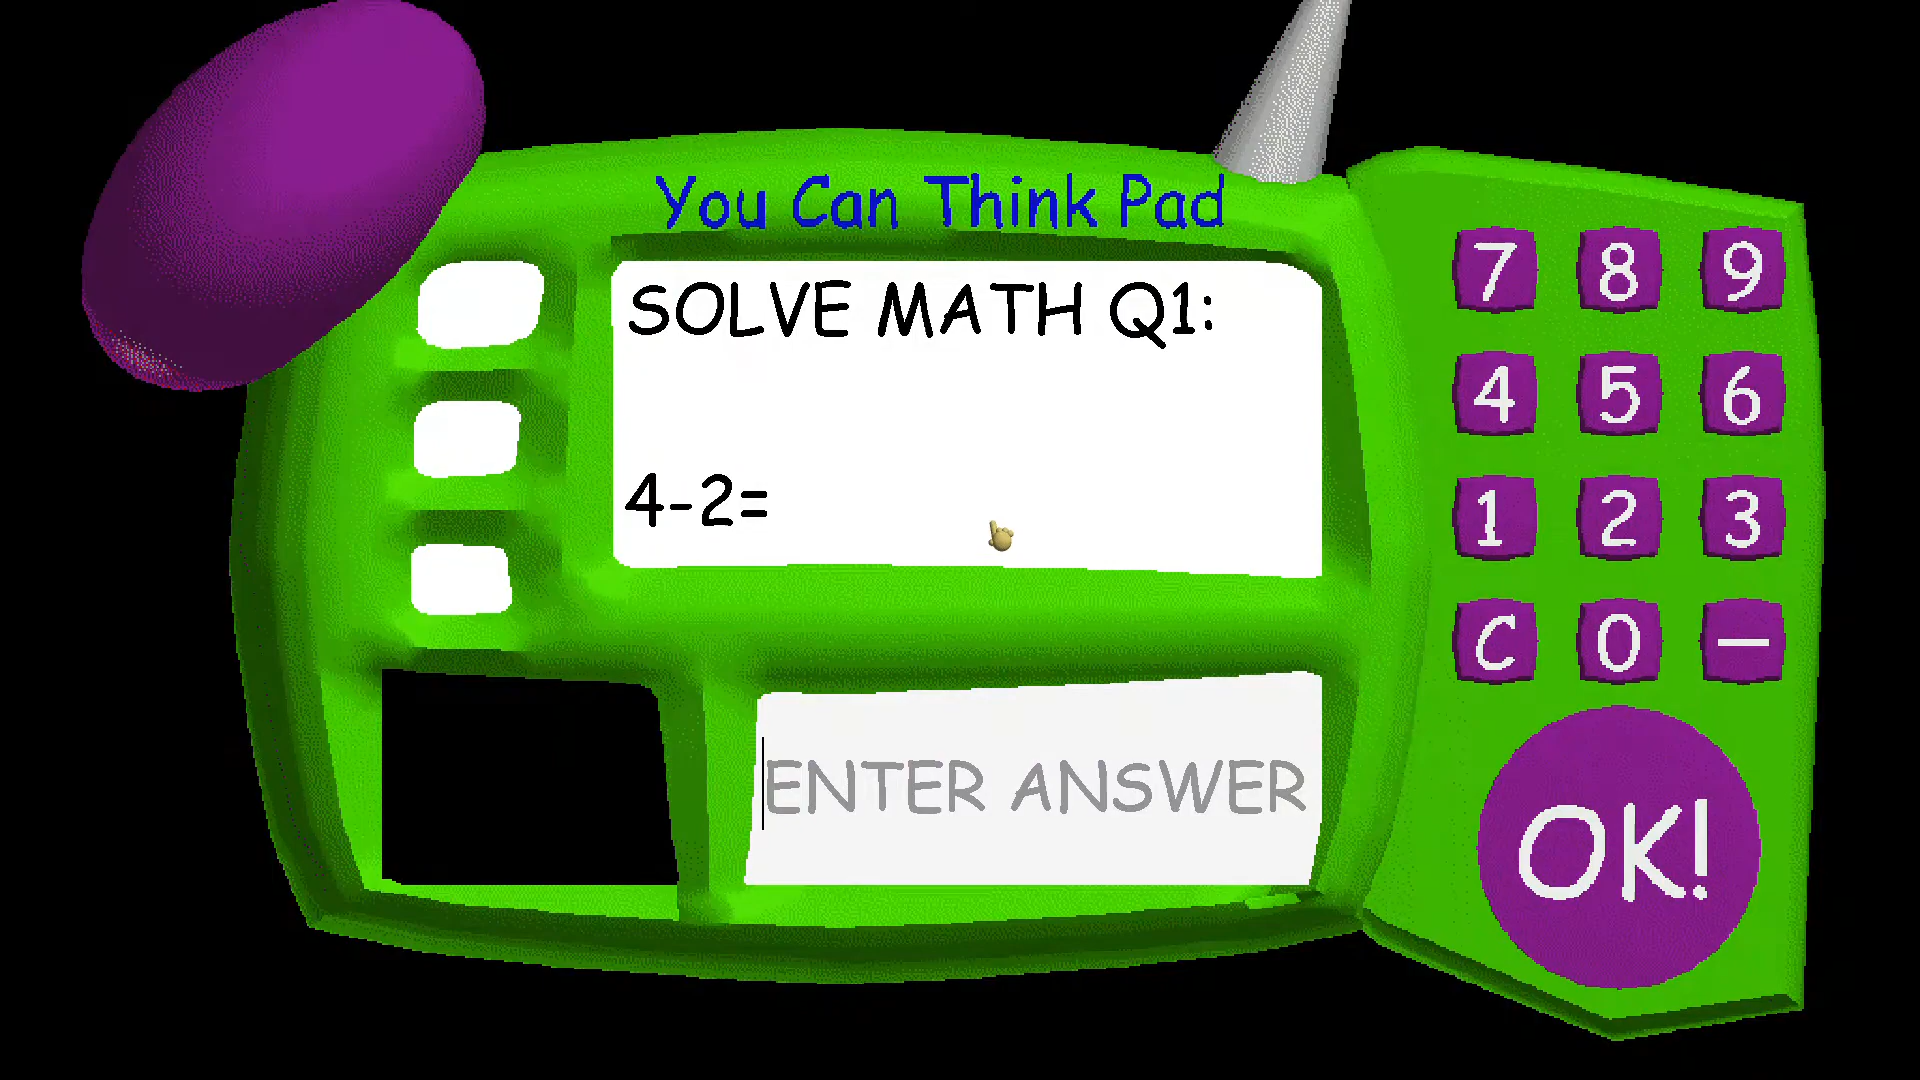 You Can Think Pad
SOLVE MATH Q1:
4-2=
ENTER ANSWER
7 8 9
4 5 6
1 2 3
C 0 —
OK!